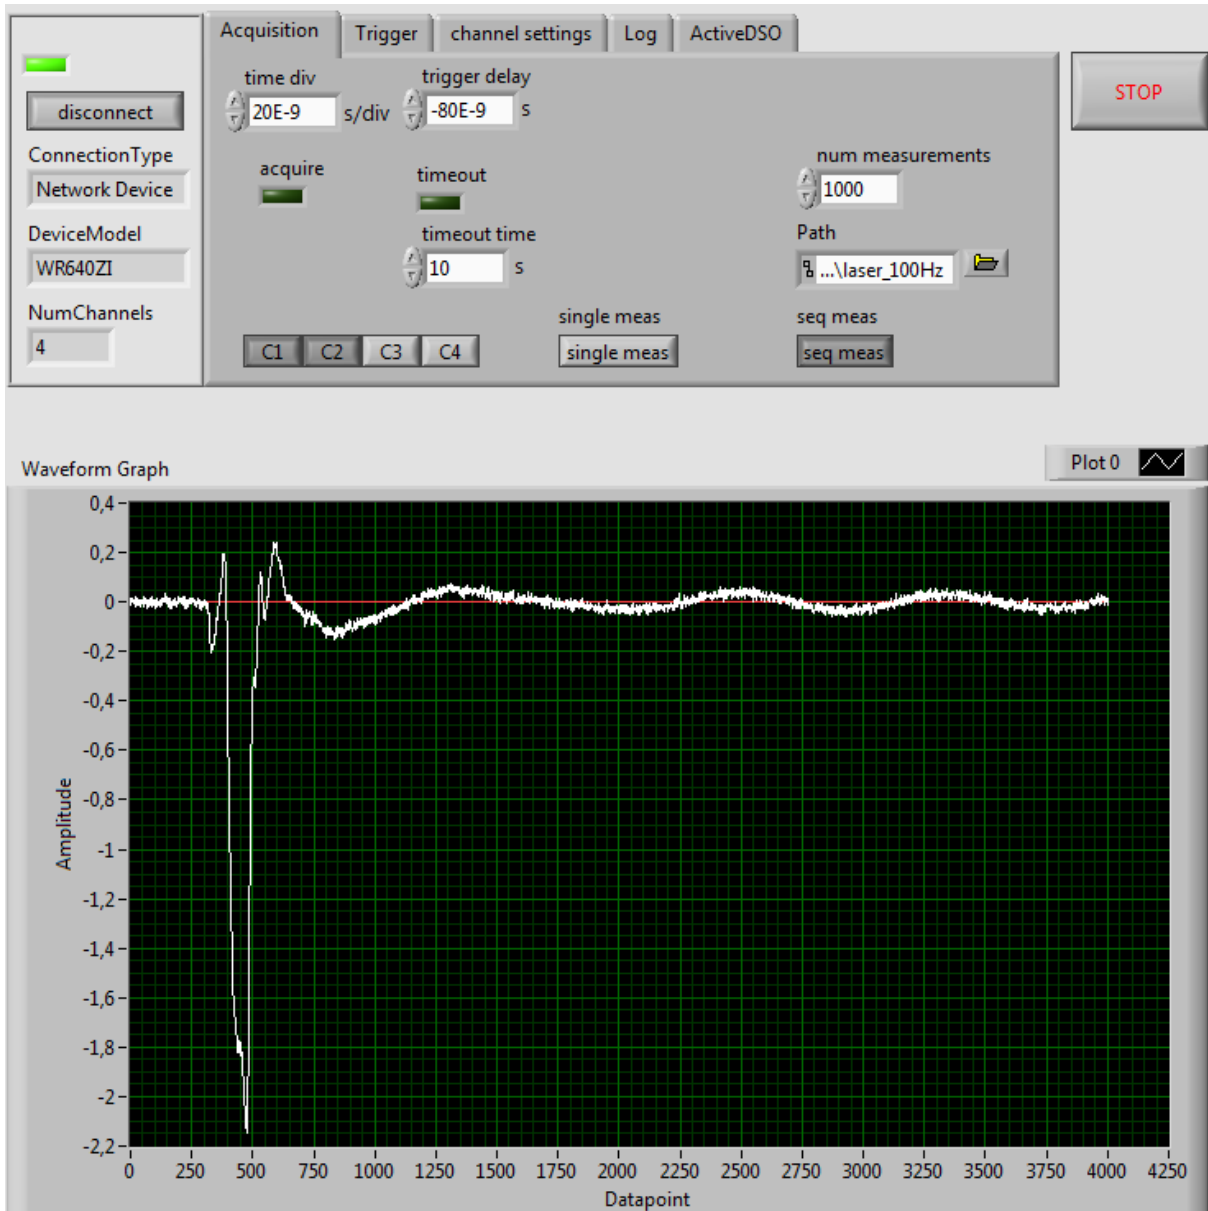 Acquisition Trigger channel settings Log ActiveDSO
disconnect
ConnectionType
Network Device
DeviceModel
WR640ZI
NumChannels
4
time div
20E-9 s/div
trigger delay
-80E-9 s
acquire
timeout
timeout time
10 s
num measurements
1000
Path
...\laser_100Hz
C1 C2 C3 C4
single meas
single meas
seq meas
seq meas
STOP
Waveform Graph
Plot 0
0,4
0,2
0
-0,2
-0,4
-0,6
-0,8
-1
-1,2
-1,4
-1,6
-1,8
-2
-2,2
Amplitude
0 250 500 750 1000 1250 1500 1750 2000 2250 2500 2750 3000 3250 3500 3750 4000 4250
Datapoint